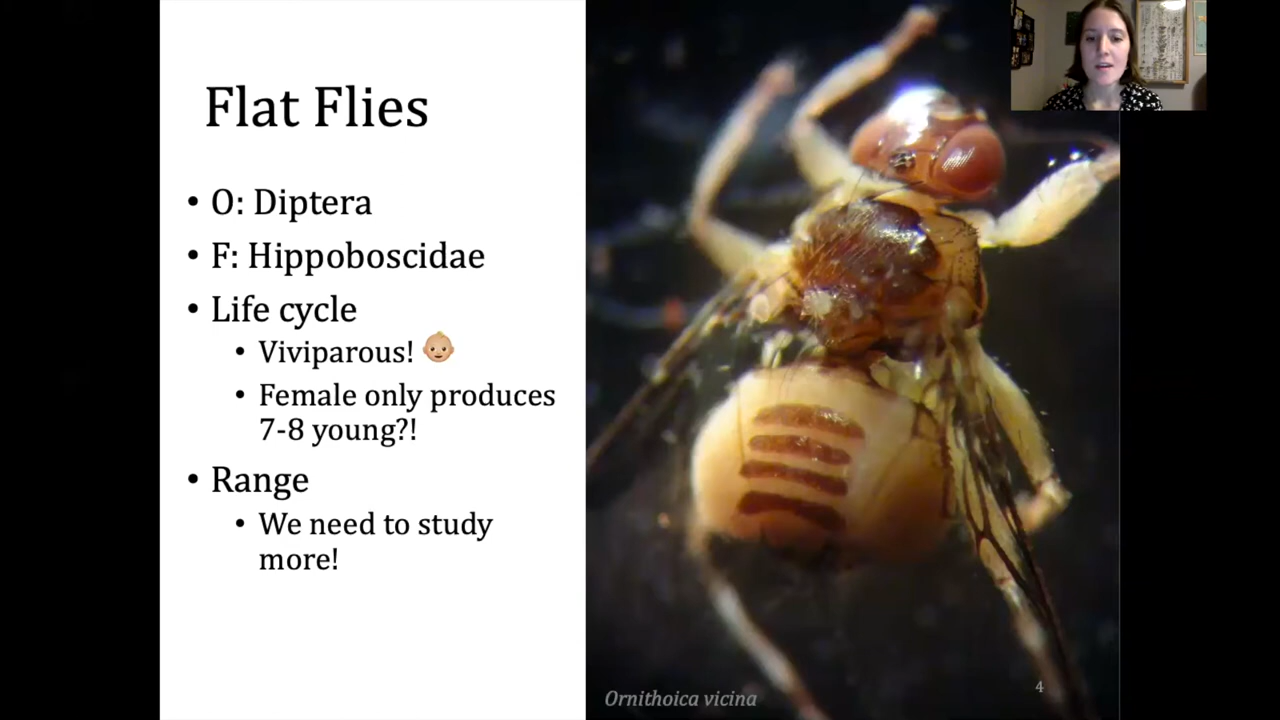 Flat Flies
• O: Diptera
• F: Hippoboscidae
• Life cycle
• Viviparous! 👶🏼
• Female only produces
7-8 young?!
• Range
• We need to study
more!
Ornithoica vicina
4